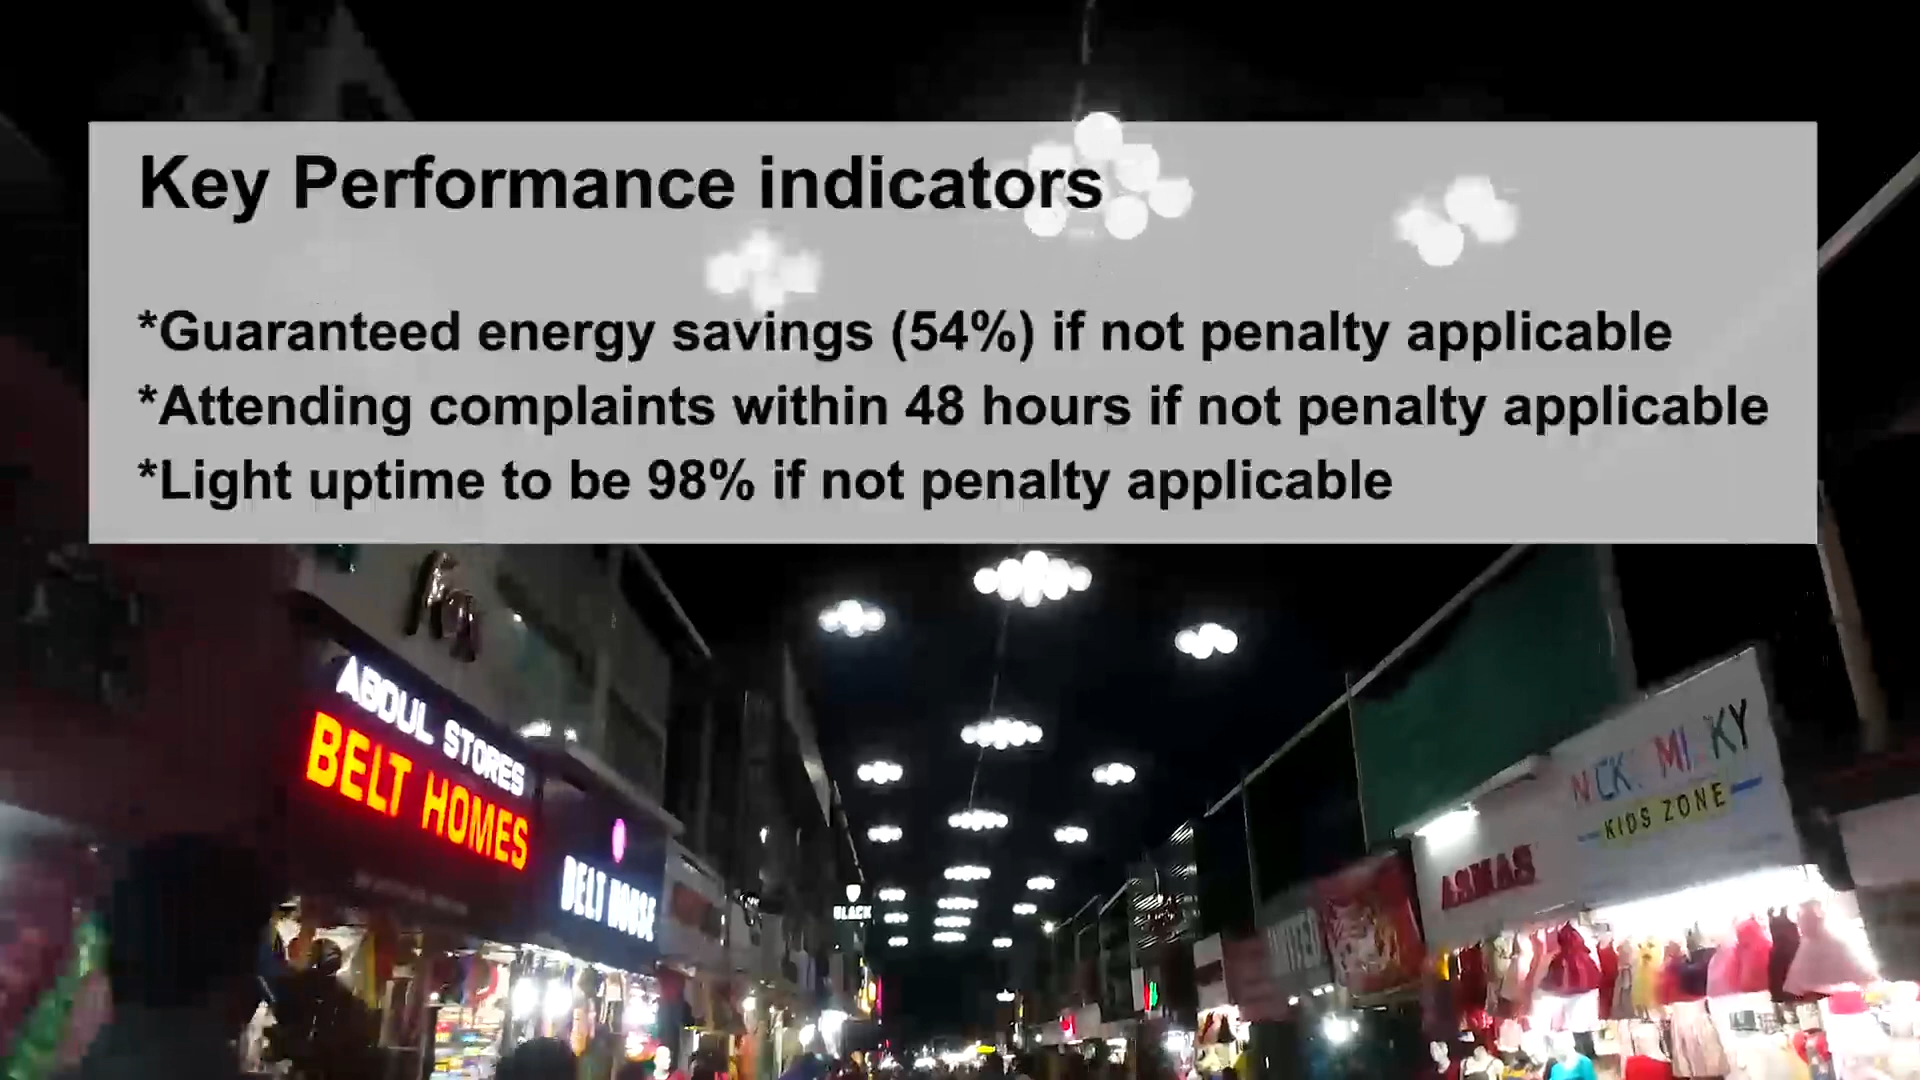 Key Performance indicators
*Guaranteed energy savings (54%) if not penalty applicable
*Attending complaints within 48 hours if not penalty applicable
*Light uptime to be 98% if not penalty applicable
ABDUL STORES
BELT HOMES
BELT HOUSE
BLACK
KIDS ZONE
ASMAS